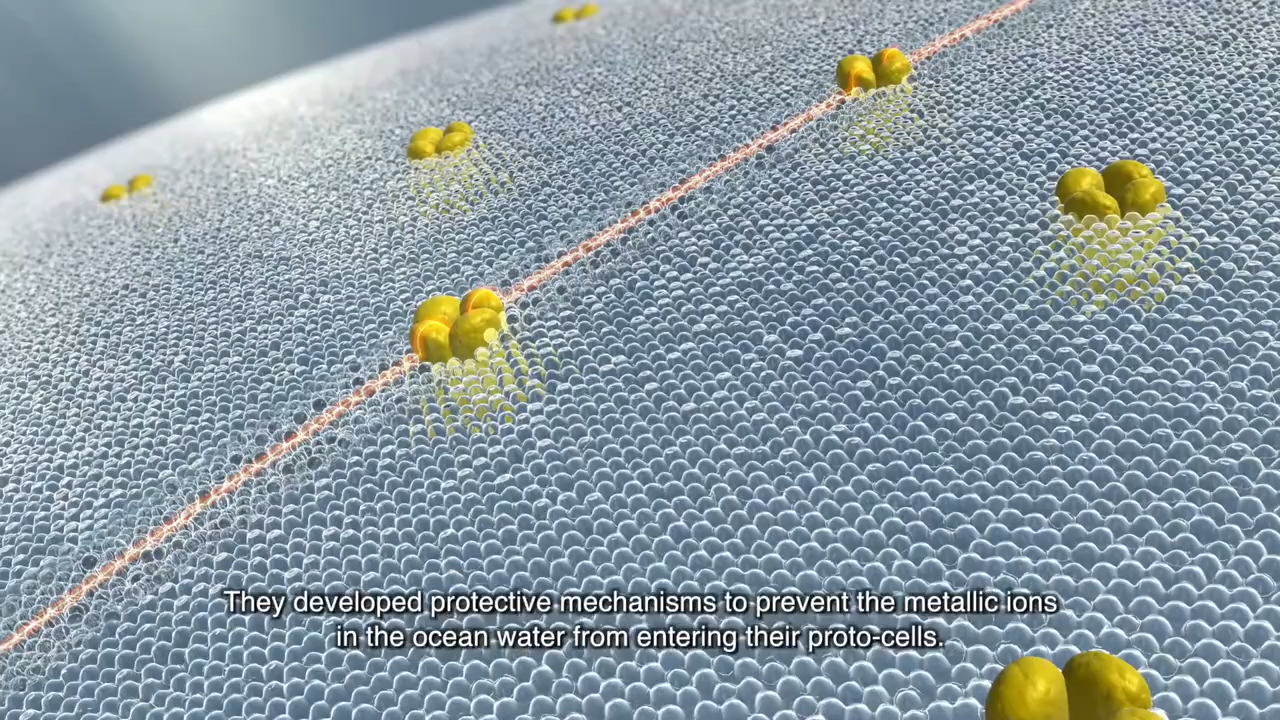 They developed protective mechanisms to prevent the metallic ions
in the ocean water from entering their proto-cells.